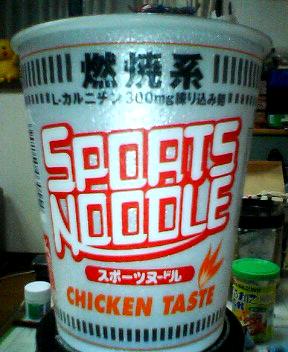 燃焼系
L-カルニチン 300mg練り込み麺
SPORTS
NOODLE
スポーツヌードル
CHICKEN TASTE